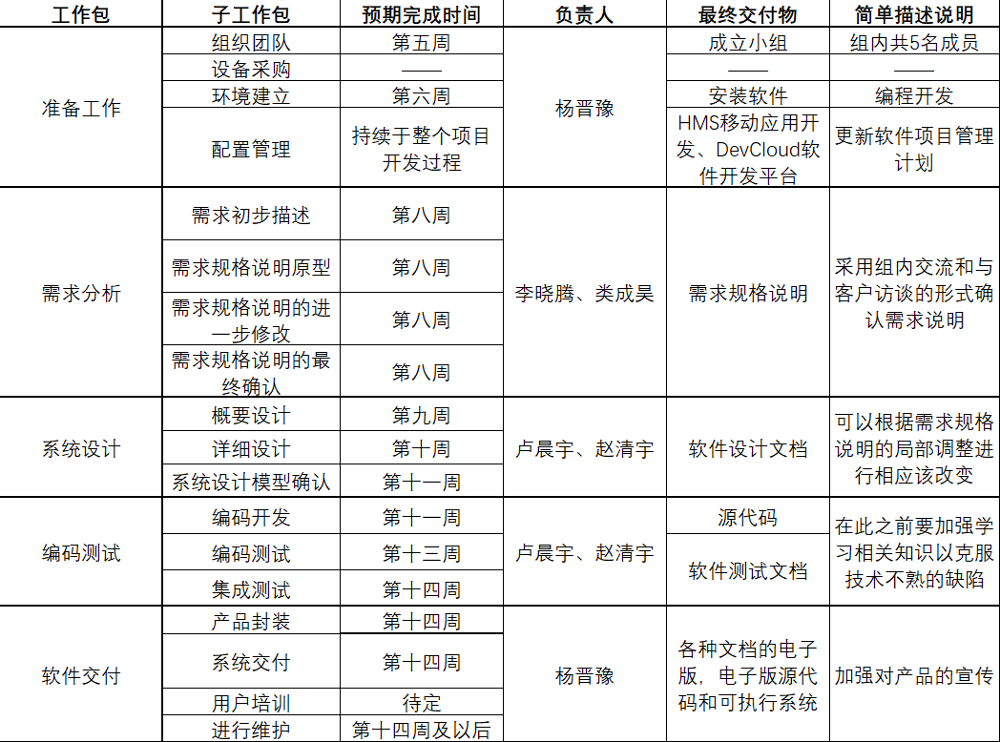 工作包 子工作包 预期完成时间 负责人 最终交付物 简单描述说明
准备工作
组织团队 第五周
杨晋豫
成立小组 组内共5名成员
设备采购 —— —— ——
环境建立 第六周 安装软件 编程开发
配置管理
持续于整个项目
开发过程
HMS移动应用开
发、DevCloud软
件开发平台
更新软件项目管理
计划
需求分析
需求初步描述 第八周
需求规格说明原型 第八周
需求规格说明的进
一步修改
第八周
需求规格说明的最
终确认
第八周
李晓腾、类成昊
需求规格说明
采用组内交流和与
客户访谈的形式确
认需求说明
系统设计
概要设计 第九周
详细设计 第十周
系统设计模型确认 第十一周
卢晨宇、赵清宇
软件设计文档
可以根据需求规格
说明的局部调整进
行相应该改变
编码测试
编码开发 第十一周
编码测试 第十三周
集成测试 第十四周
卢晨宇、赵清宇
源代码
软件测试文档
在此之前要加强学
习相关知识以克服
技术不熟的缺陷
软件交付
产品封装 第十四周
系统交付 第十四周
用户培训 待定
进行维护 第十四周及以后
杨晋豫
各种文档的电子
版，电子版源代
码和可执行系统
加强对产品的宣传